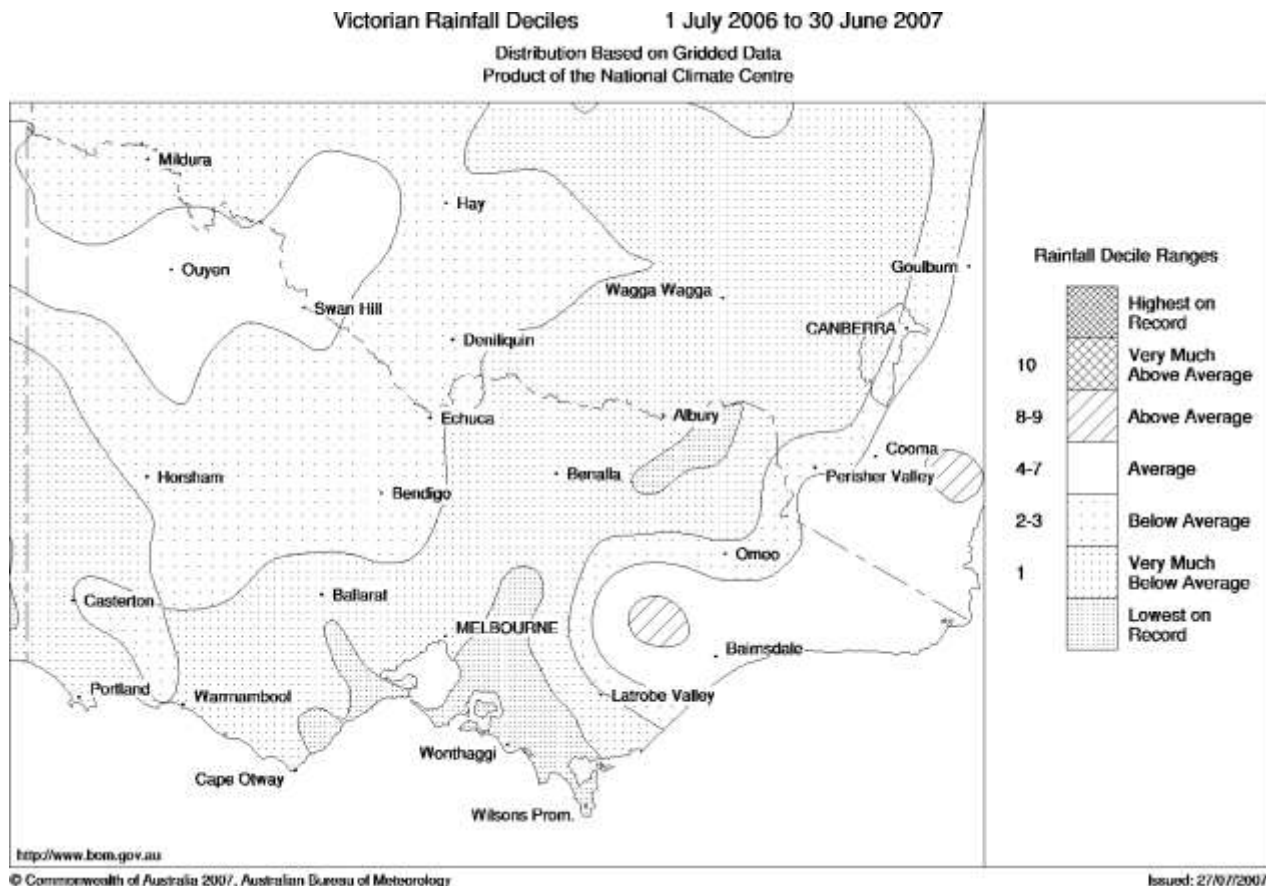 Victorian Rainfall Deciles 1 July 2006 to 30 June 2007
Distribution Based on Gridded Data
Product of the National Climate Centre
Mildura
Hay
Ouyen
Goulburn
Wagga Wagga
Swan Hill
CANBERRA
Deniliquin
Echuca
Albury
Cooma
Horsham
Benalla
Perisher Valley
Bendigo
Omeo
Casterton
Ballarat
MELBOURNE
Bairnsdale
Portland
Warrnambool
Latrobe Valley
Wonthaggi
Cape Otway
Wilsons Prom.
Rainfall Decile Ranges
Highest on
Record
10 Very Much
Above Average
8-9 Above Average
4-7 Average
2-3 Below Average
1 Very Much
Below Average
Lowest on
Record
http://www.bom.gov.au
© Commonwealth of Australia 2007, Australian Bureau of Meteorology Issued: 27/07/2007